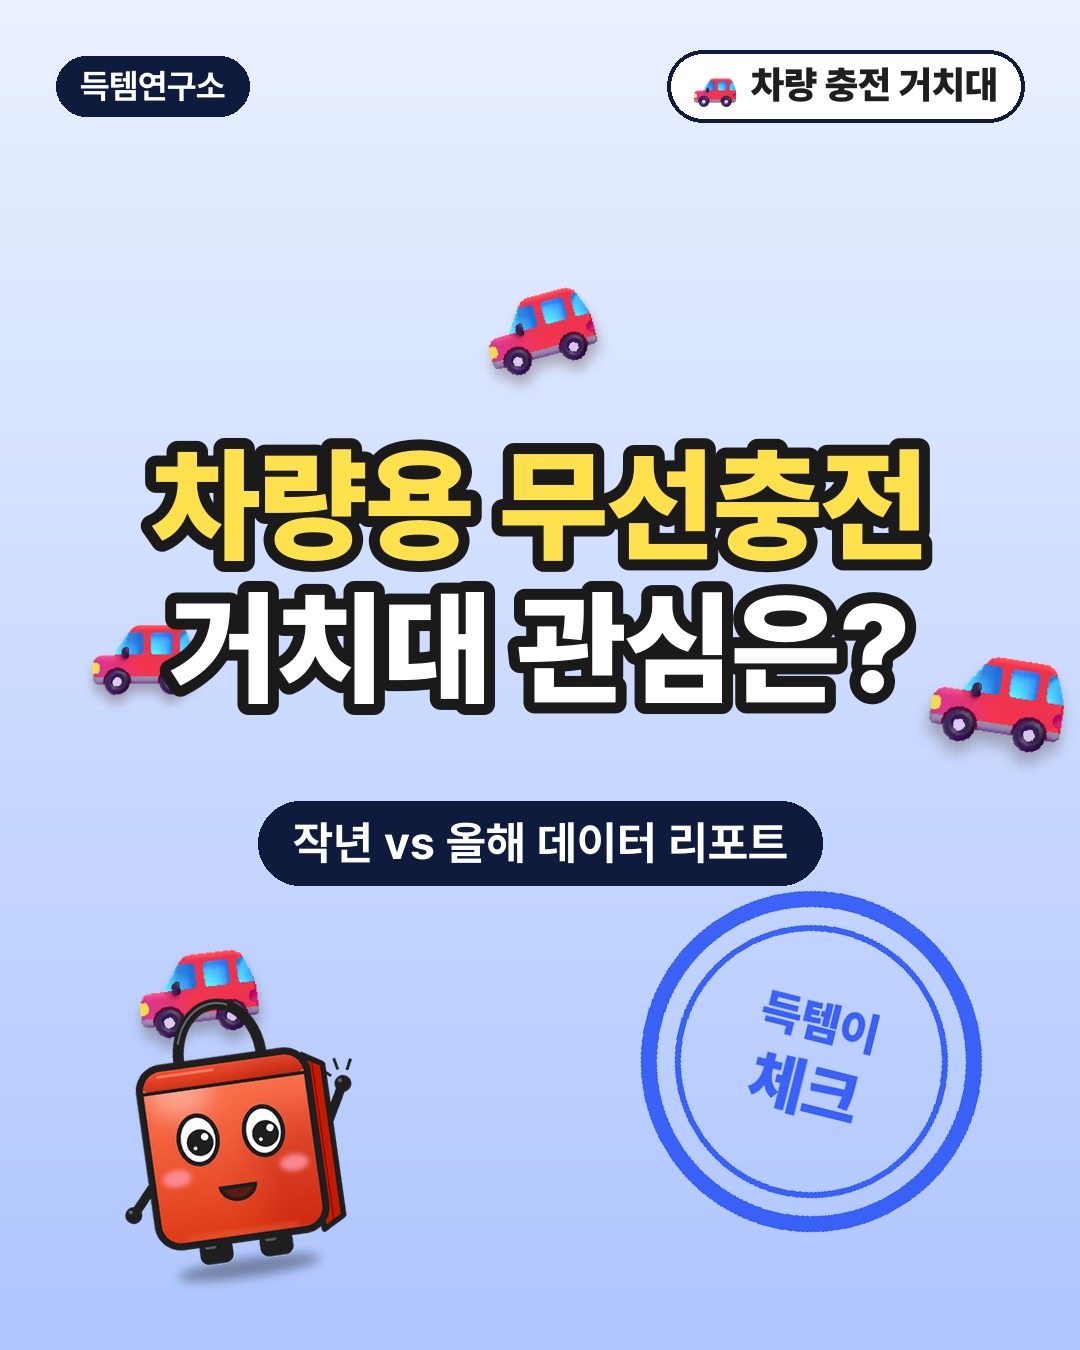 득템연구소
차량 충전 거치대
차량용 무선충전
거치대 관심은?
작년 vs 올해 데이터 리포트
득템이
체크